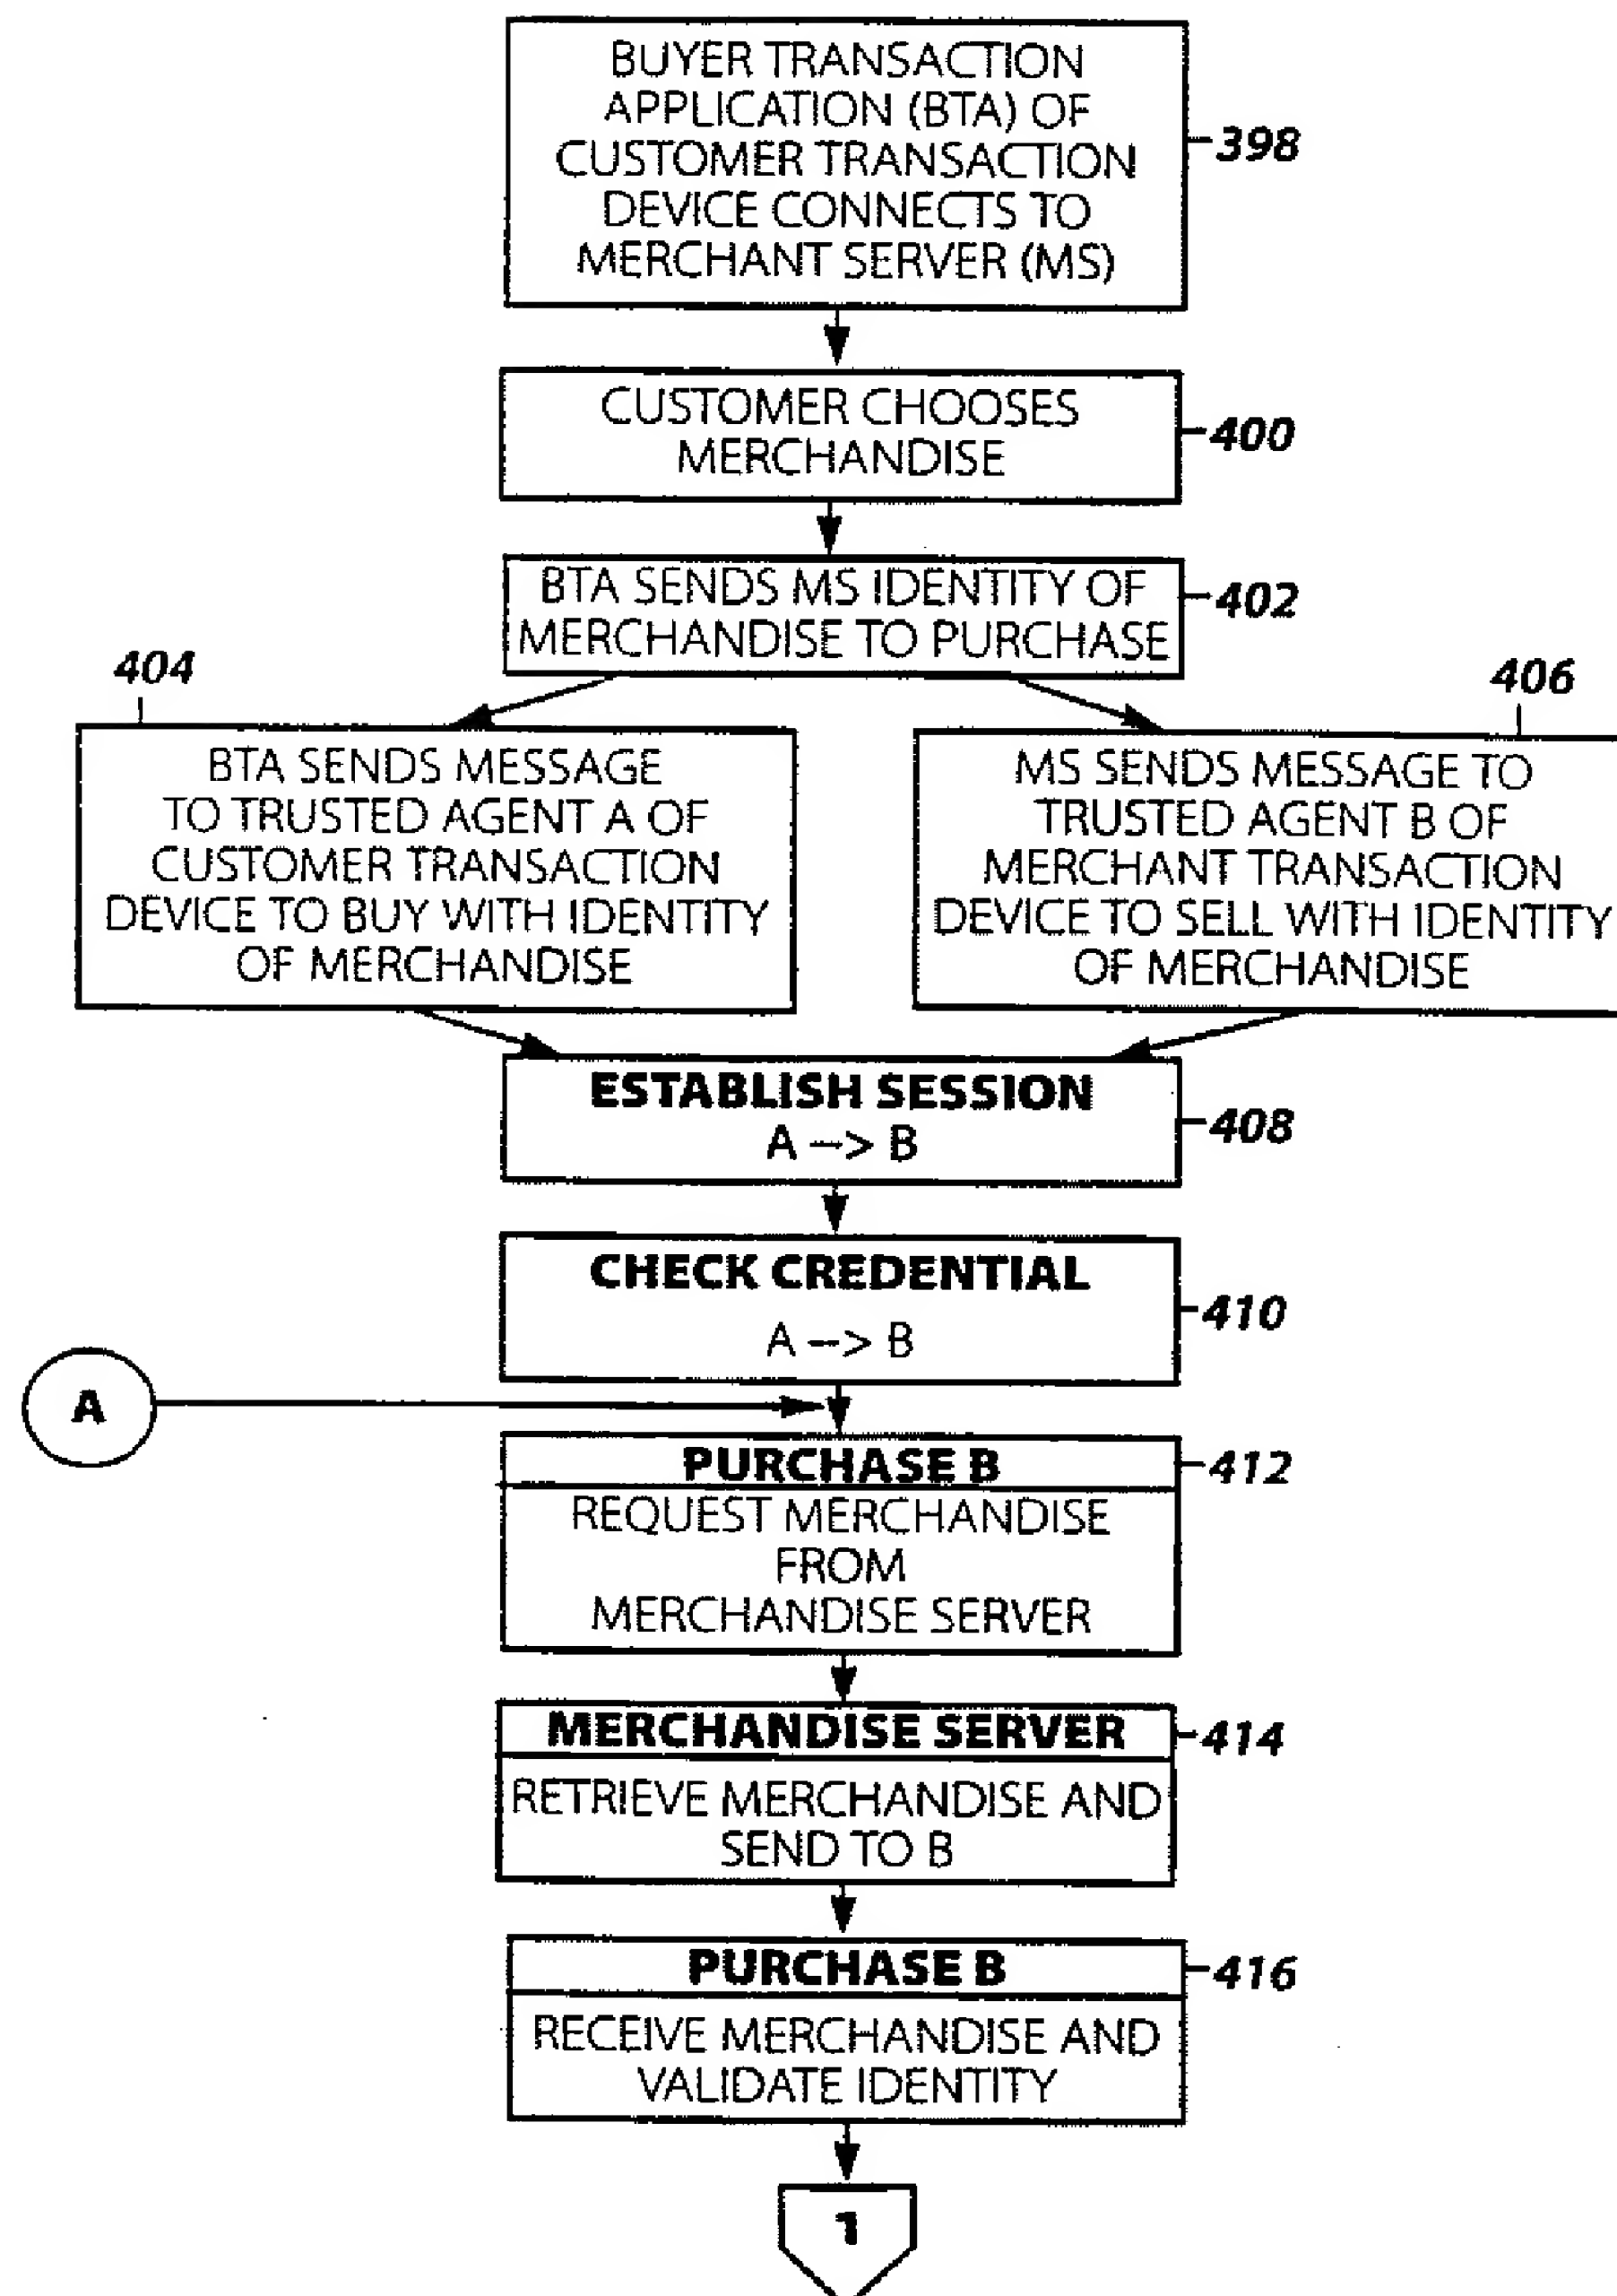 BUYER TRANSACTION
APPLICATION (BTA) OF
CUSTOMER TRANSACTION
DEVICE CONNECTS TO
MERCHANT SERVER (MS)
398
CUSTOMER CHOOSES
MERCHANDISE
400
BTA SENDS MS IDENTITY OF
MERCHANDISE TO PURCHASE
402
404
BTA SENDS MESSAGE
TO TRUSTED AGENT A OF
CUSTOMER TRANSACTION
DEVICE TO BUY WITH IDENTITY
OF MERCHANDISE
406
MS SENDS MESSAGE TO
TRUSTED AGENT B OF
MERCHANT TRANSACTION
DEVICE TO SELL WITH IDENTITY
OF MERCHANDISE
ESTABLISH SESSION
A --> B
408
CHECK CREDENTIAL
A --> B
410
A
PURCHASE B
412
REQUEST MERCHANDISE
FROM
MERCHANDISE SERVER
MERCHANDISE SERVER
414
RETRIEVE MERCHANDISE AND
SEND TO B
PURCHASE B
416
RECEIVE MERCHANDISE AND
VALIDATE IDENTITY
1